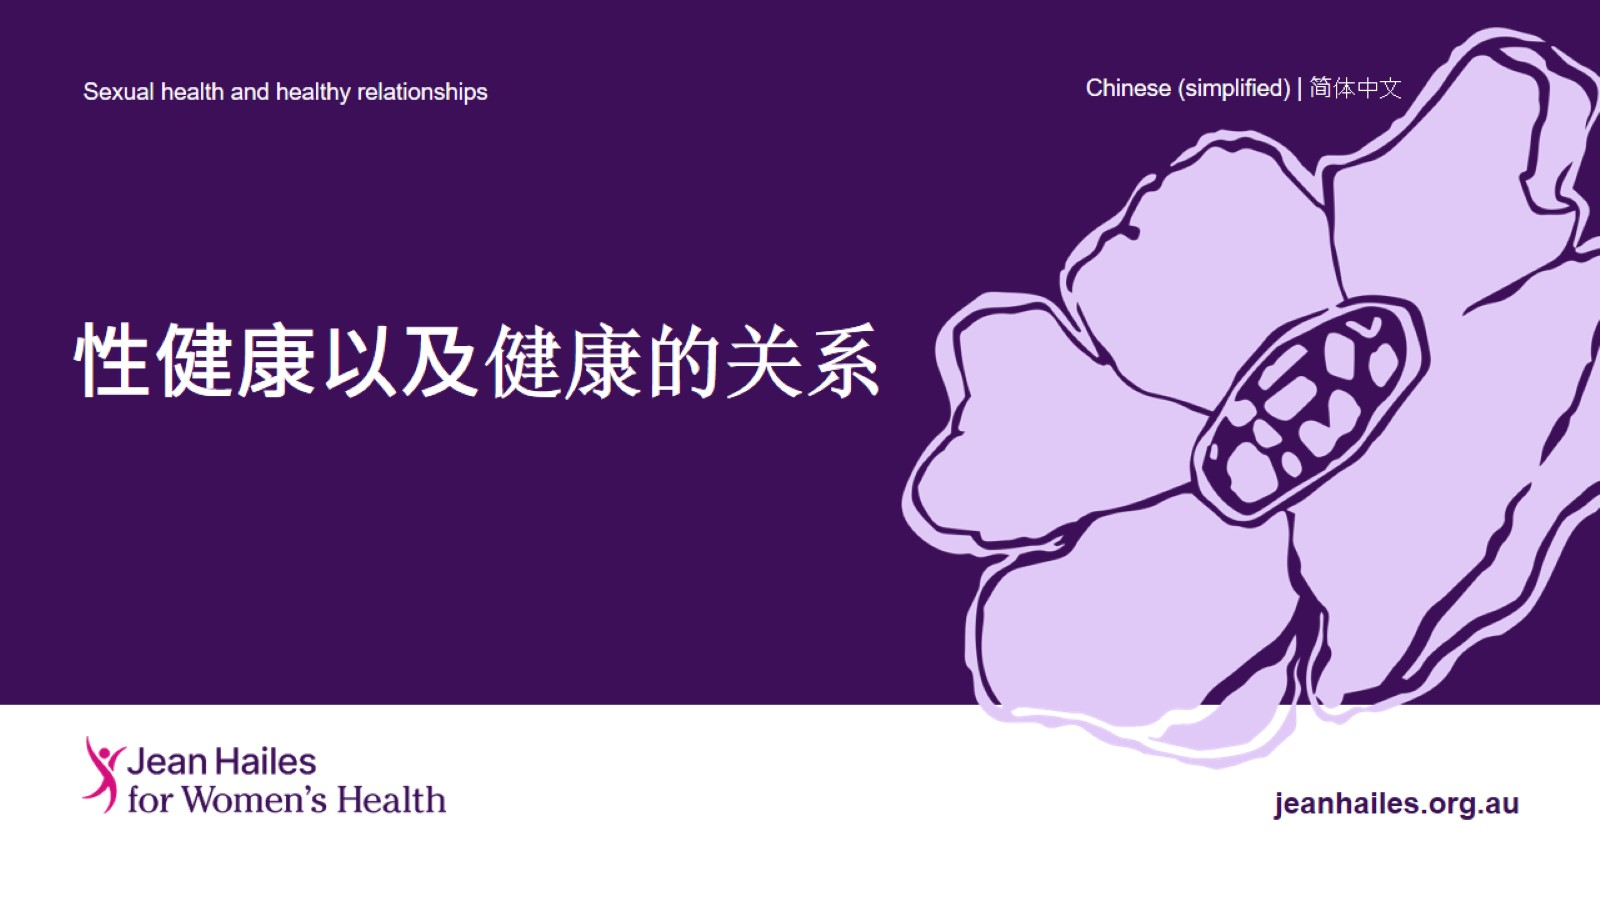 Sexual health and healthy relationships
Chinese (simplified) | 简体中文
性健康以及健康的关系
Jean Hailes
for Women's Health
jeanhailes.org.au